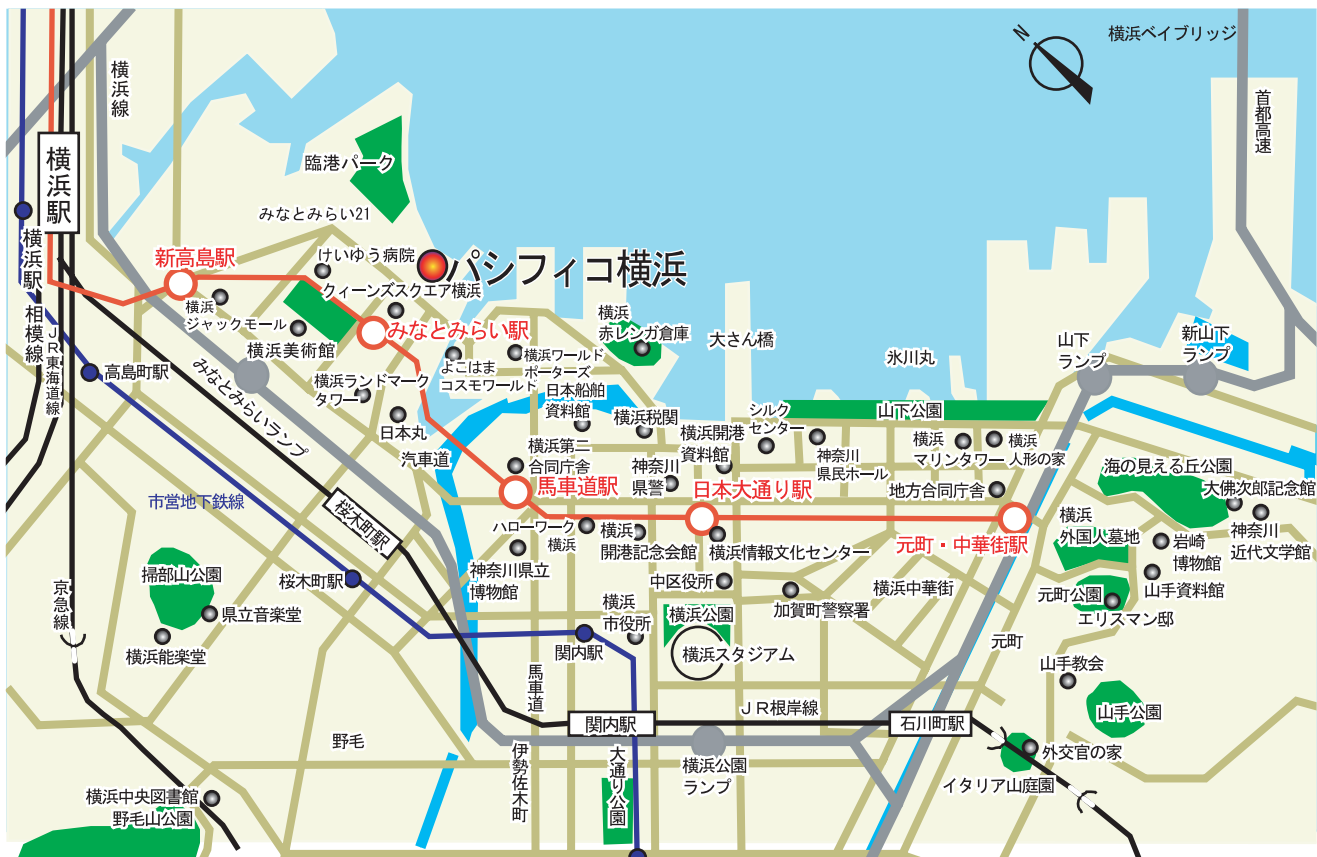 N
横浜ベイブリッジ
首都高速
横浜線
横浜駅
臨港パーク
みなとみらい21
横浜駅
相模線
JR東海道線
新高島駅
けいゆう病院
パシフィコ横浜
クィーンズスクエア横浜
横浜
ジャックモール
横浜美術館
みなとみらい駅
横浜
赤レンガ倉庫
大さん橋
氷川丸
山下
ランプ
新山下
ランプ
高島町駅
みなとみらいランプ
横浜ランドマーク
タワー
よこはま
コスモワールド
横浜ワールド
ポーターズ
日本船舶
資料館
日本丸
汽車道
横浜税関
横浜第二
合同庁舎
神奈川
県警
横浜開港
資料館
シルク
センター
山下公園
神奈川
県民ホール
横浜
マリンタワー
横浜
人形の家
地方合同庁舎
海の見える丘公園
大佛次郎記念館
神奈川
近代文学館
市営地下鉄線
桜木町駅
馬車道駅
日本大通り駅
元町・中華街駅
ハローワーク
横浜
横浜
開港記念会館
横浜情報文化センター
横浜
外国人墓地
岩崎
博物館
山手資料館
元町公園
エリスマン邸
神奈川県立
博物館
中区役所
加賀町警察署
横浜中華街
掃部山公園
県立音楽堂
横浜能楽堂
京急線
桜木町駅
横浜
市役所
横浜公園
横浜スタジアム
関内駅
元町
山手教会
山手公園
馬車道
関内駅
JR根岸線
石川町駅
外交官の家
イタリア山庭園
野毛
伊勢佐木町
大通り公園
横浜公園
ランプ
横浜中央図書館
野毛山公園